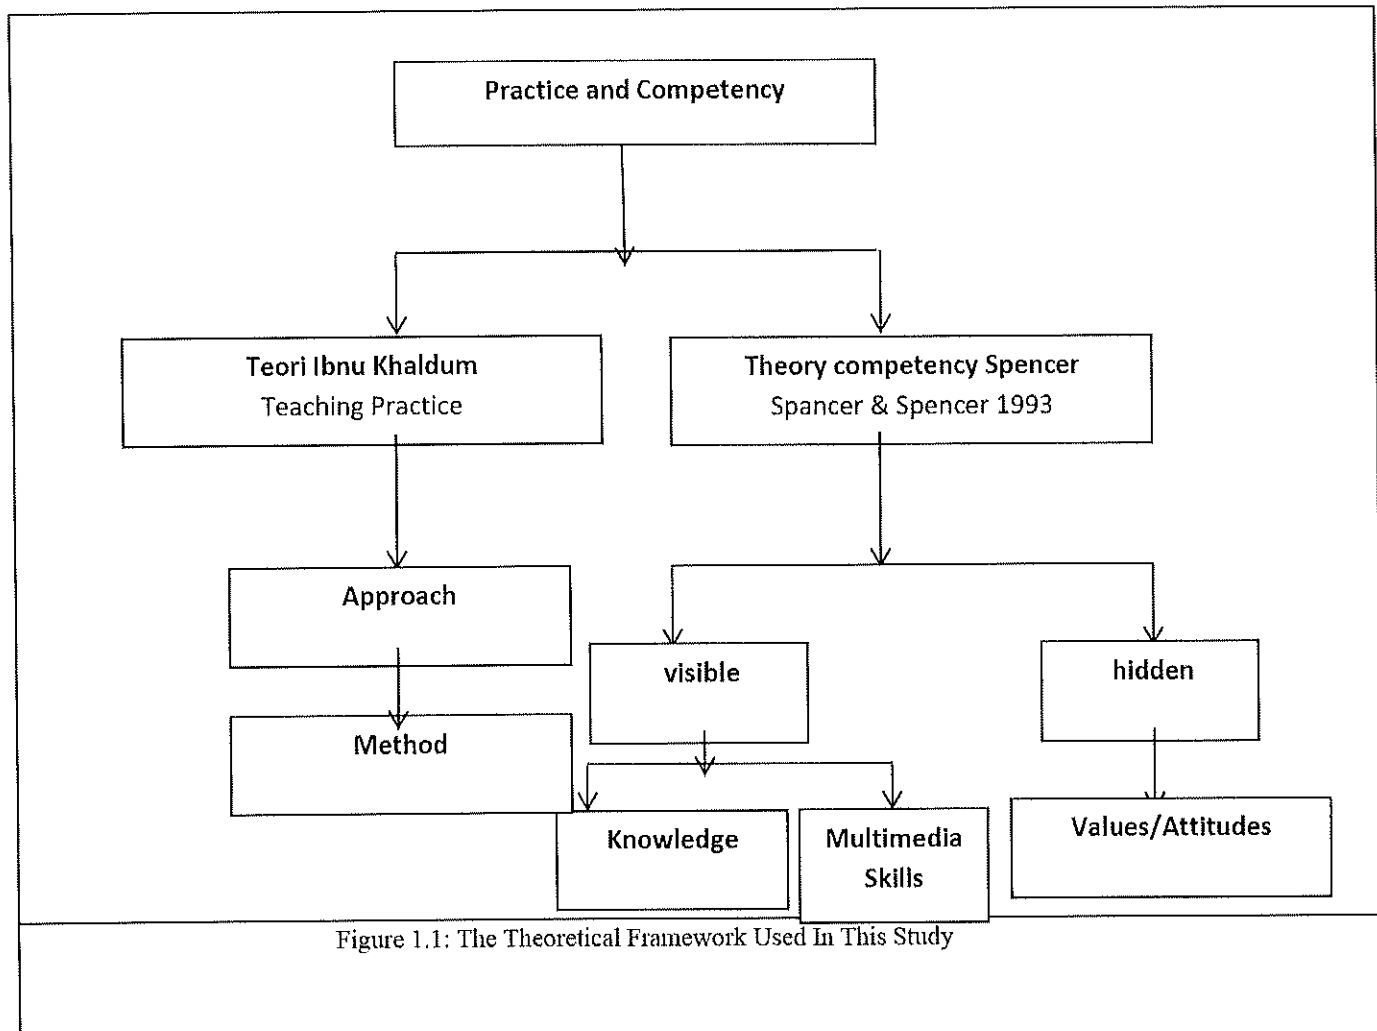 Practice and Competency
Teori Ibnu Khaldum
Teaching Practice
Theory competency Spencer
Spancer & Spencer 1993
Approach
Method
visible
hidden
Knowledge
Multimedia
Skills
Values/Attitudes
Figure 1.1: The Theoretical Framework Used In This Study